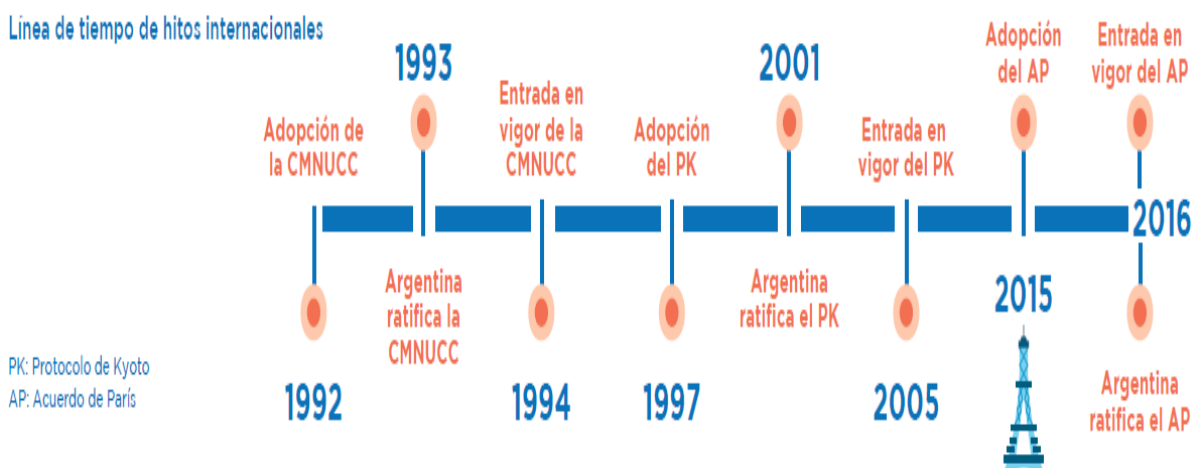 Línea de tiempo de hitos internacionales
Adopción de
la CMNUCC
1992
1993
Argentina
ratifica la
CMNUCC
Entrada en
vigor de la
CMNUCC
1994
Adopción
del PK
1997
2001
Argentina
ratifica el PK
Entrada en
vigor del PK
2005
Adopción
del AP
2015
Entrada en
vigor del AP
2016
Argentina
ratifica el AP
PK: Protocolo de Kyoto
AP: Acuerdo de París